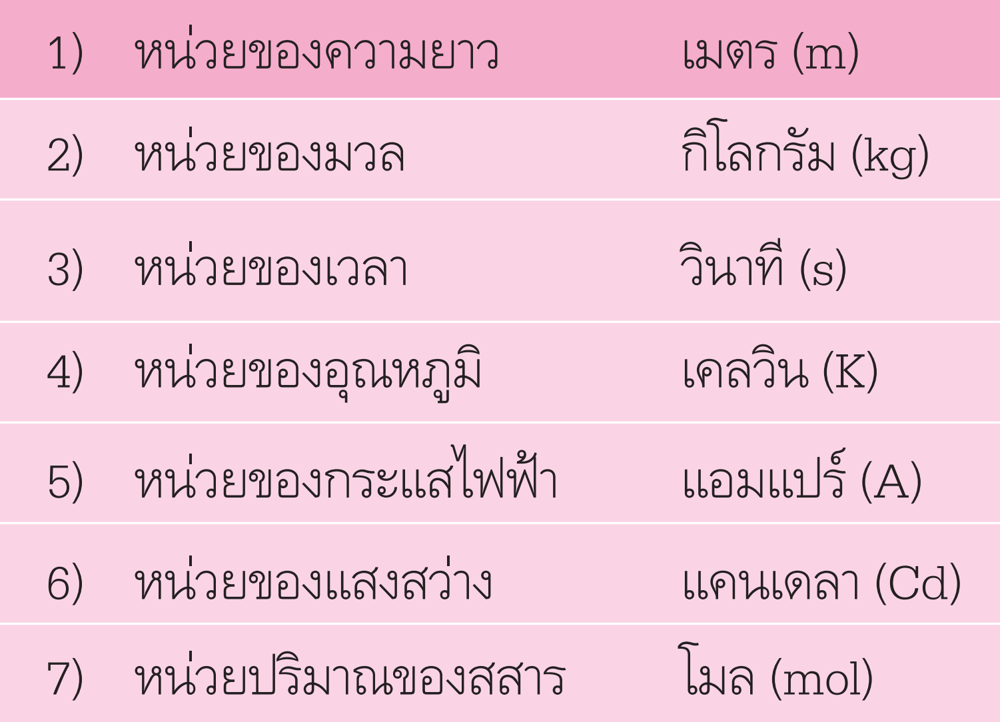 1) หน่วยของความยาว เมตร (m)
2) หน่วยของมวล กิโลกรัม (kg)
3) หน่วยของเวลา วินาที (s)
4) หน่วยของอุณหภูมิ เคลวิน (K)
5) หน่วยของกระแสไฟฟ้า แอมแปร์ (A)
6) หน่วยของแสงสว่าง แคนเดลา (Cd)
7) หน่วยปริมาณของสสาร โมล (mol)